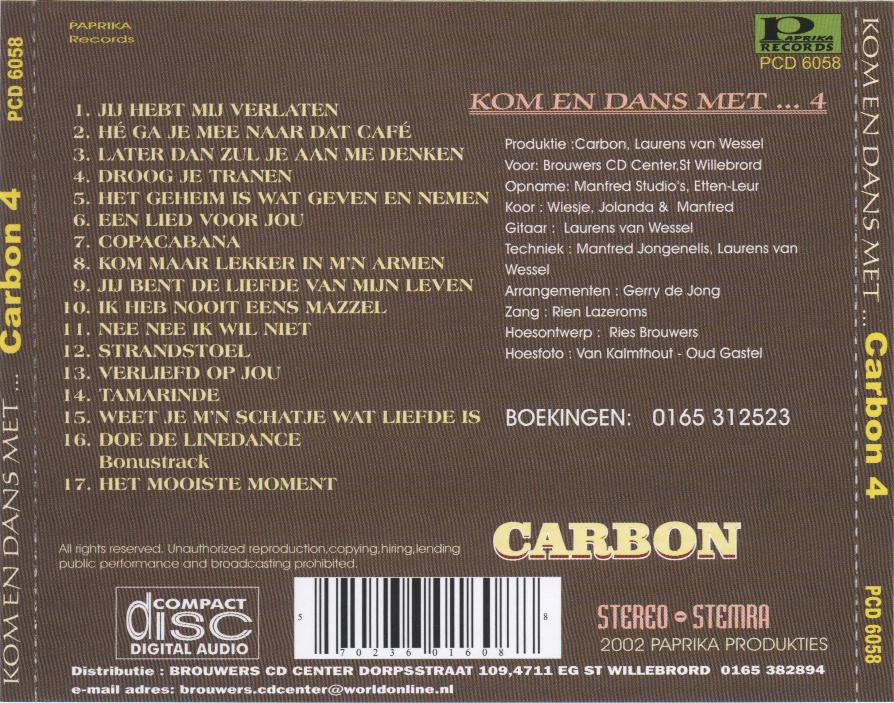 PAPRIKA
Records
PAPRIKA
RECORDS
PCD 6058
KOM EN DANS MET ... 4
1. JIJ HEBT MIJ VERLATEN
2. HÉ GA JE MEE NAAR DAT CAFÉ
3. LATER DAN ZUL JE AAN ME DENKEN
4. DROOG JE TRANEN
5. HET GEHEIM IS WAT GEVEN EN NEMEN
6. EEN LIED VOOR JOU
7. COPACABANA
8. KOM MAAR LEKKER IN M'N ARMEN
9. JIJ BENT DE LIEFDE VAN MIJN LEVEN
10. IK HEB NOOIT EENS MAZZEL
11. NEE NEE IK WIL NIET
12. STRANDSTOEL
13. VERLIEFD OP JOU
14. TAMARINDE
15. WEET JE M'N SCHATJE WAT LIEFDE IS
16. DOE DE LINEDANCE
Bonustrack
17. HET MOOISTE MOMENT
Produktie :Carbon, Laurens van Wessel
Voor: Brouwers CD Center,St Willebrord
Opname: Manfred Studio's, Etten-Leur
Koor : Wiesje, Jolanda & Manfred
Gitaar : Laurens van Wessel
Techniek : Manfred Jongenelis, Laurens van
Wessel
Arrangementen : Gerry de Jong
Zang : Rien Lazeroms
Hoesontwerp : Ries Brouwers
Hoesfoto : Van Kalmthout - Oud Gastel
BOEKINGEN: 0165 312523
CARBON
All rights reserved. Unauthorized reproduction,copying,hiring,lending
public performance and broadcasting prohibited.
COMPACT
disc
DIGITAL AUDIO
5 702360 1608 8
STEREO - STEMRA
2002 PAPRIKA PRODUKTIES
Distributie : BROUWERS CD CENTER DORPSSTRAAT 109,4711 EG ST WILLEBRORD 0165 382894
e-mail adres: brouwers.cdcenter@worldonline.nl
KOM EN DANS MET ... Carbon 4 PCD 6058
KOM EN DANS MET ... Carbon 4 PCD 6058